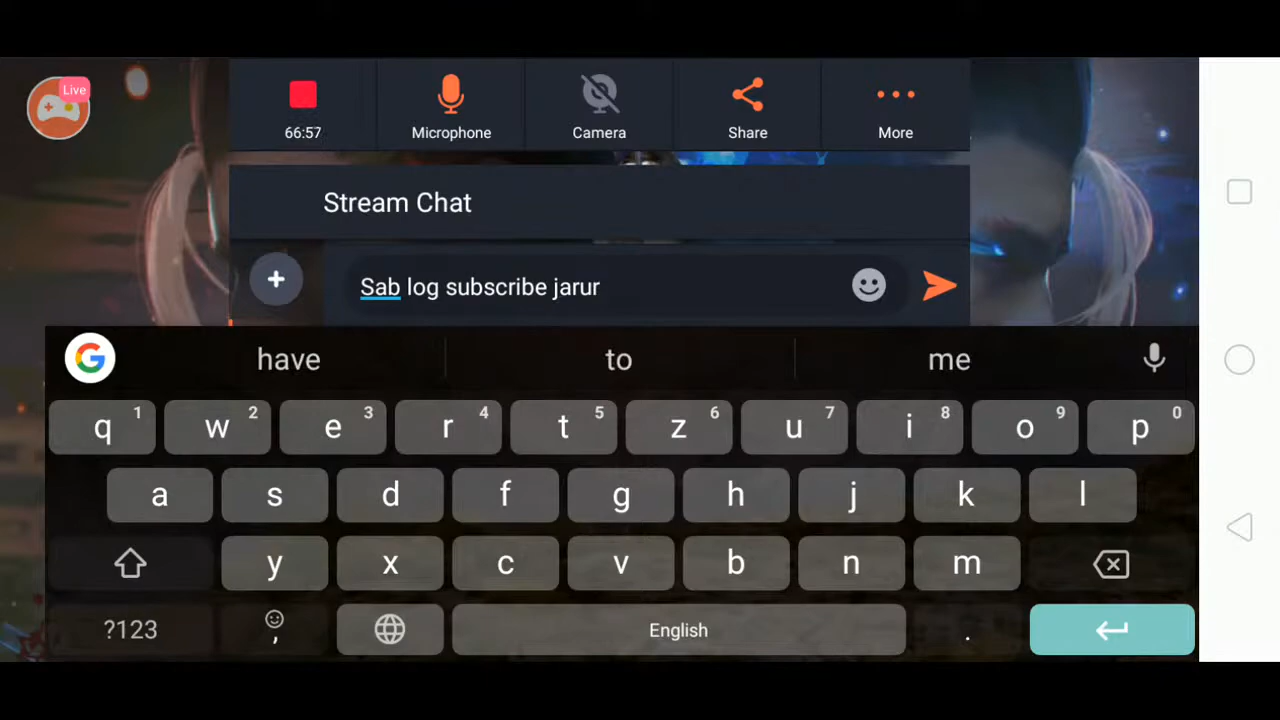 Live
66:57
Microphone
Camera
Share
More
Stream Chat
Sab log subscribe jarur
have to me
q 1 w 2 e 3 r 4 t 5 z 6 u 7 i 8 o 9 p 0
a s d f g h j k l
y x c v b n m
?123 , English .